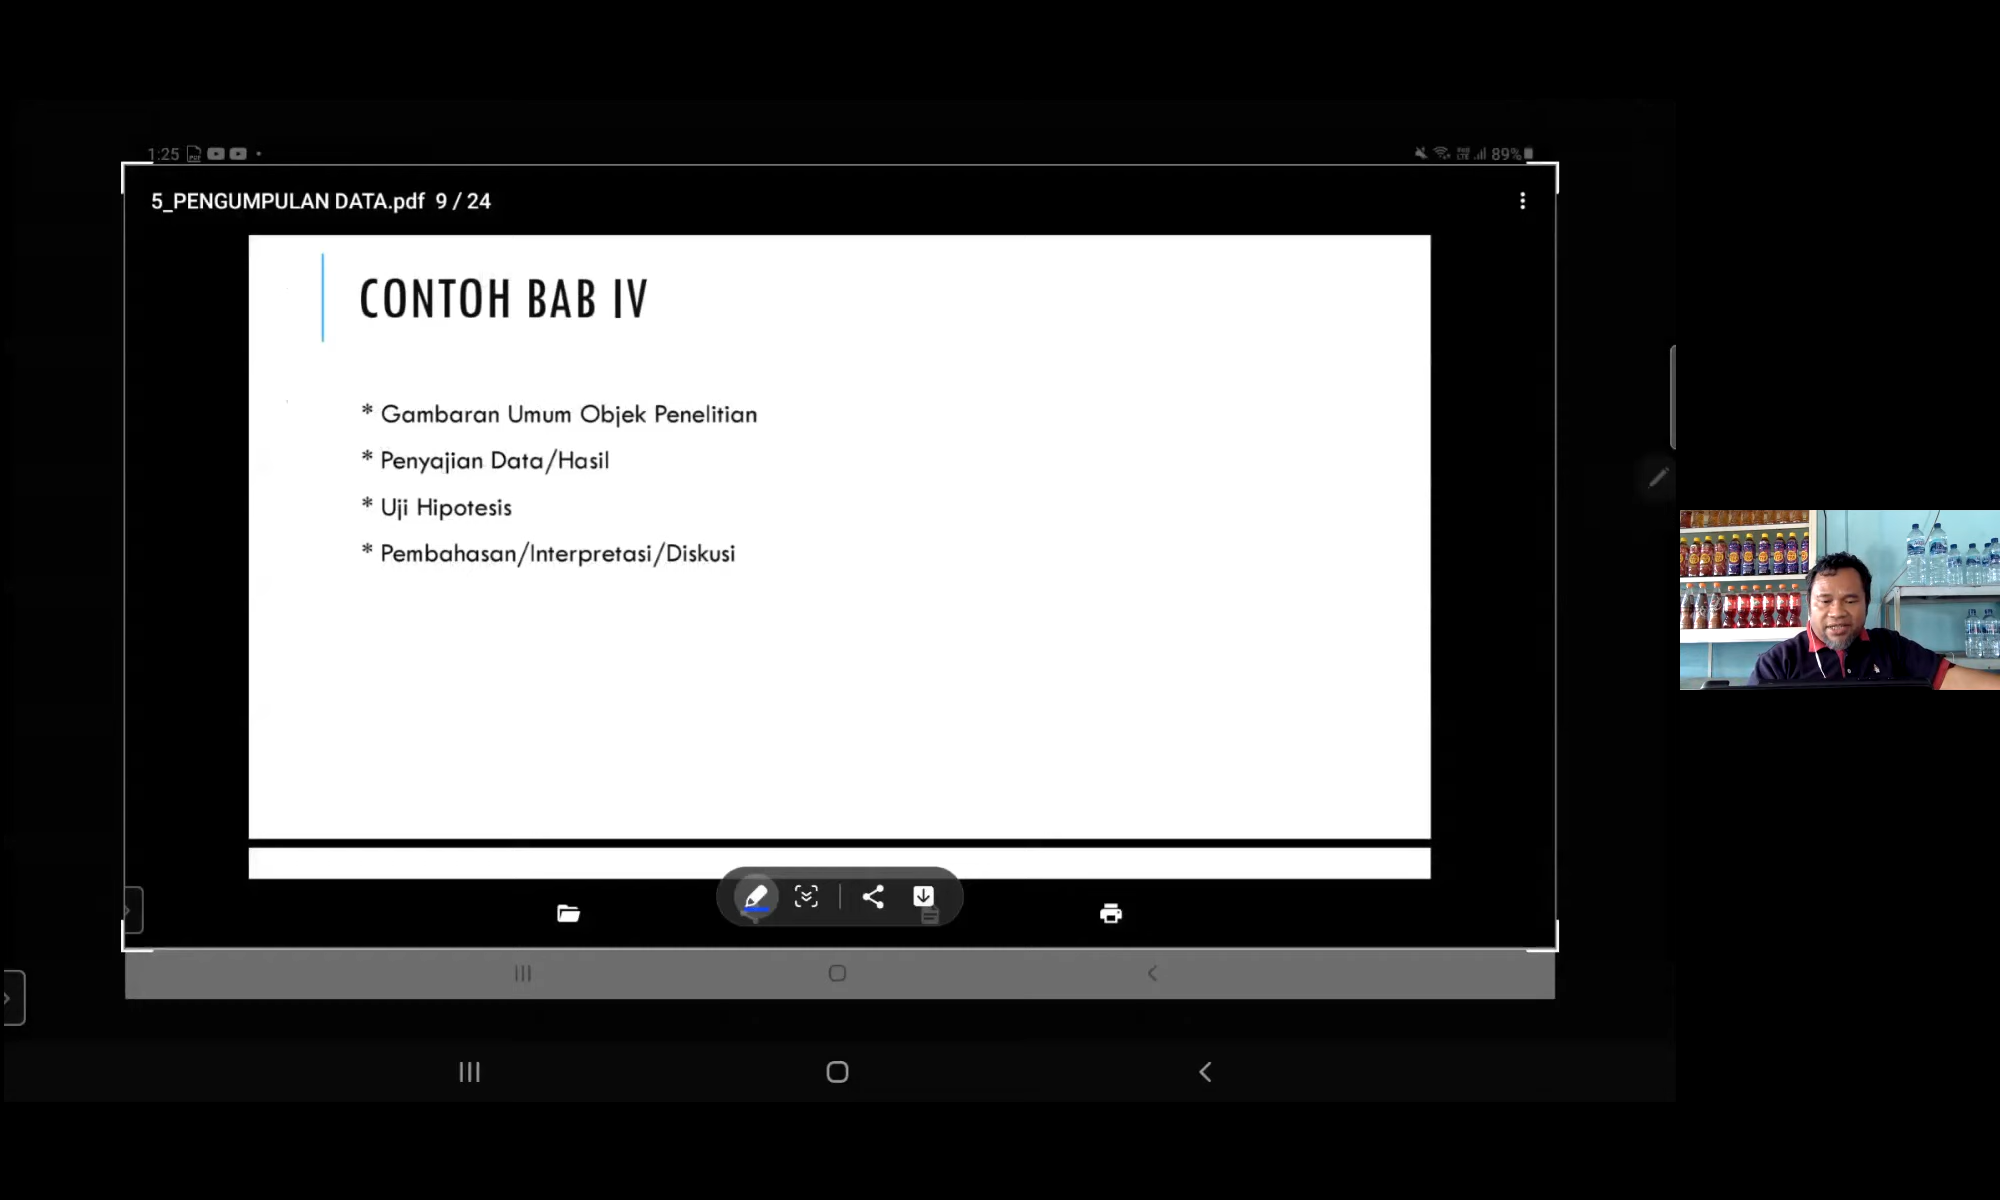 1:25
89%
5_PENGUMPULAN DATA.pdf 9 / 24
CONTOH BAB IV
* Gambaran Umum Objek Penelitian
* Penyajian Data/Hasil
* Uji Hipotesis
* Pembahasan/Interpretasi/Diskusi